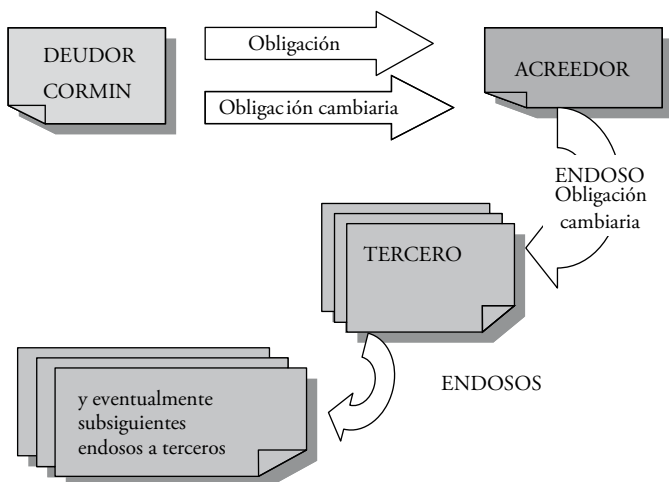 DEUDOR
CORMIN
Obligación
Obligación cambiaria
ACREEDOR
ENDOSO
Obligación
cambiaria
TERCERO
ENDOSOS
y eventualmente
subsiguientes
endosos a terceros